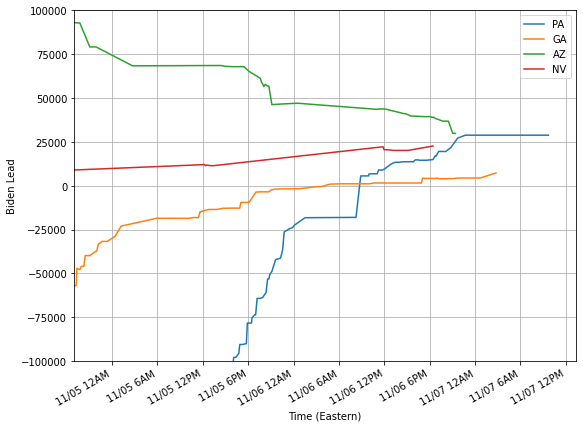 100000
75000
50000
25000
0
−25000
−50000
−75000
−100000
Biden Lead
PA
GA
AZ
NV
11/05 12AM
11/05 6AM
11/05 12PM
11/05 6PM
11/06 12AM
11/06 6AM
11/06 12PM
11/06 6PM
11/07 12AM
11/07 6AM
11/07 12PM
Time (Eastern)